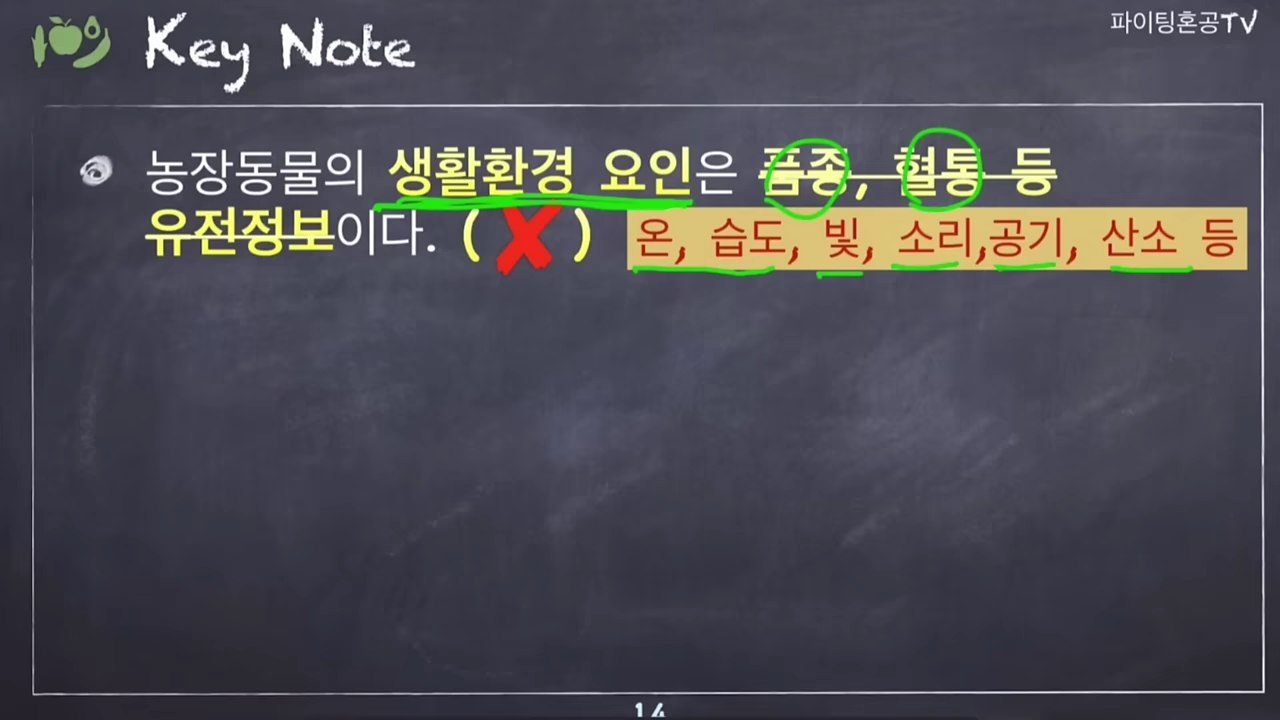 Key Note
파이팅혼공TV
농장동물의 생활환경 요인은 품종, 혈통 등
유전정보이다. ( X ) 온, 습도, 빛, 소리,공기, 산소 등
14